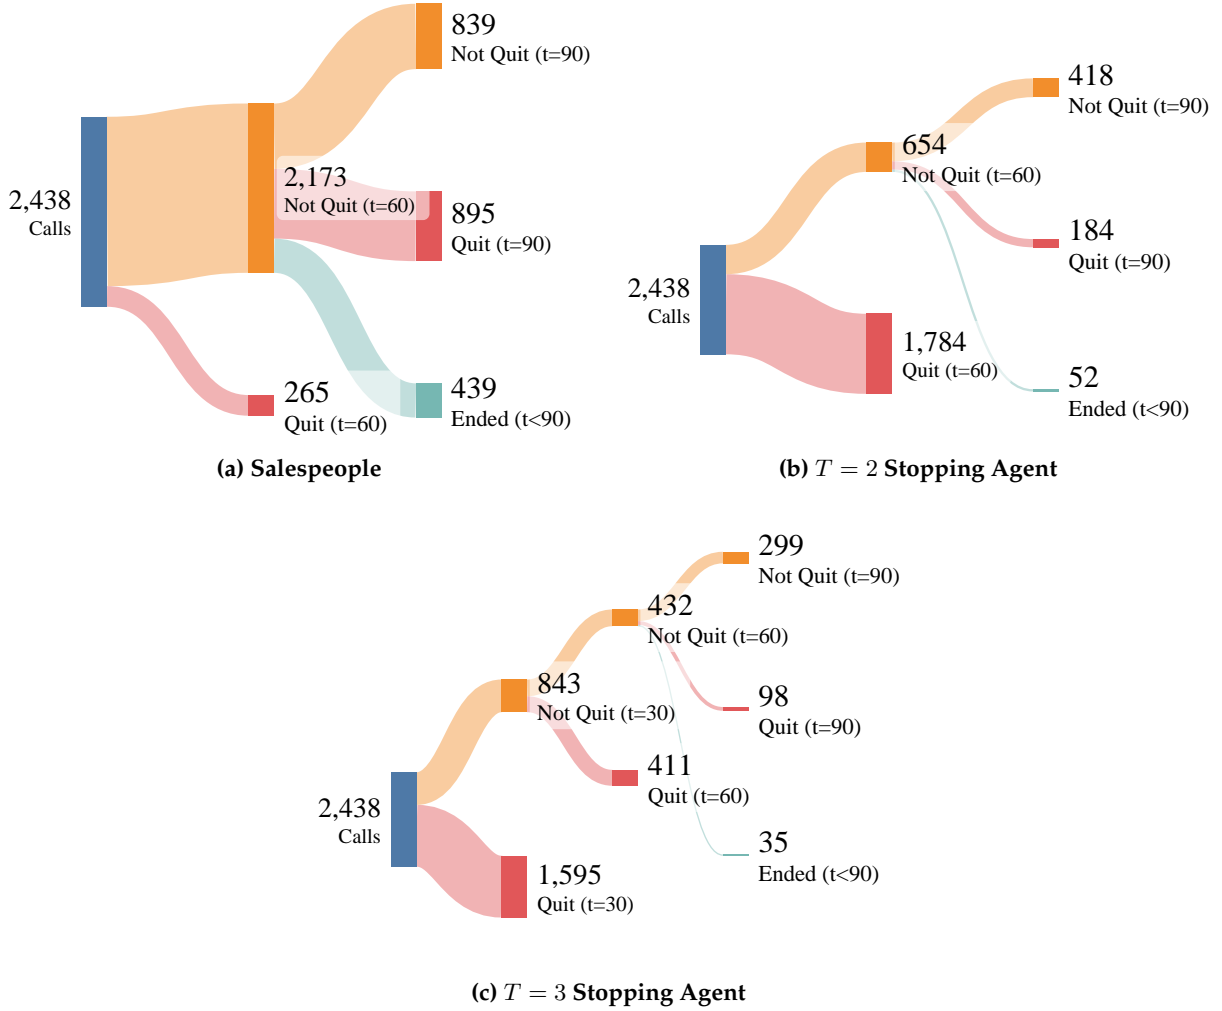 839
Not Quit (t=90)
2,173
Not Quit (t=60)
2,438
Calls
895
Quit (t=90)
265
Quit (t=60)
439
Ended (t<90)
(a) Salespeople
418
Not Quit (t=90)
654
Not Quit (t=60)
184
Quit (t=90)
2,438
Calls
1,784
Quit (t=60)
52
Ended (t<90)
(b) T = 2 Stopping Agent
299
Not Quit (t=90)
432
Not Quit (t=60)
843
Not Quit (t=30)
98
Quit (t=90)
411
Quit (t=60)
2,438
Calls
35
Ended (t<90)
1,595
Quit (t=30)
(c) T = 3 Stopping Agent